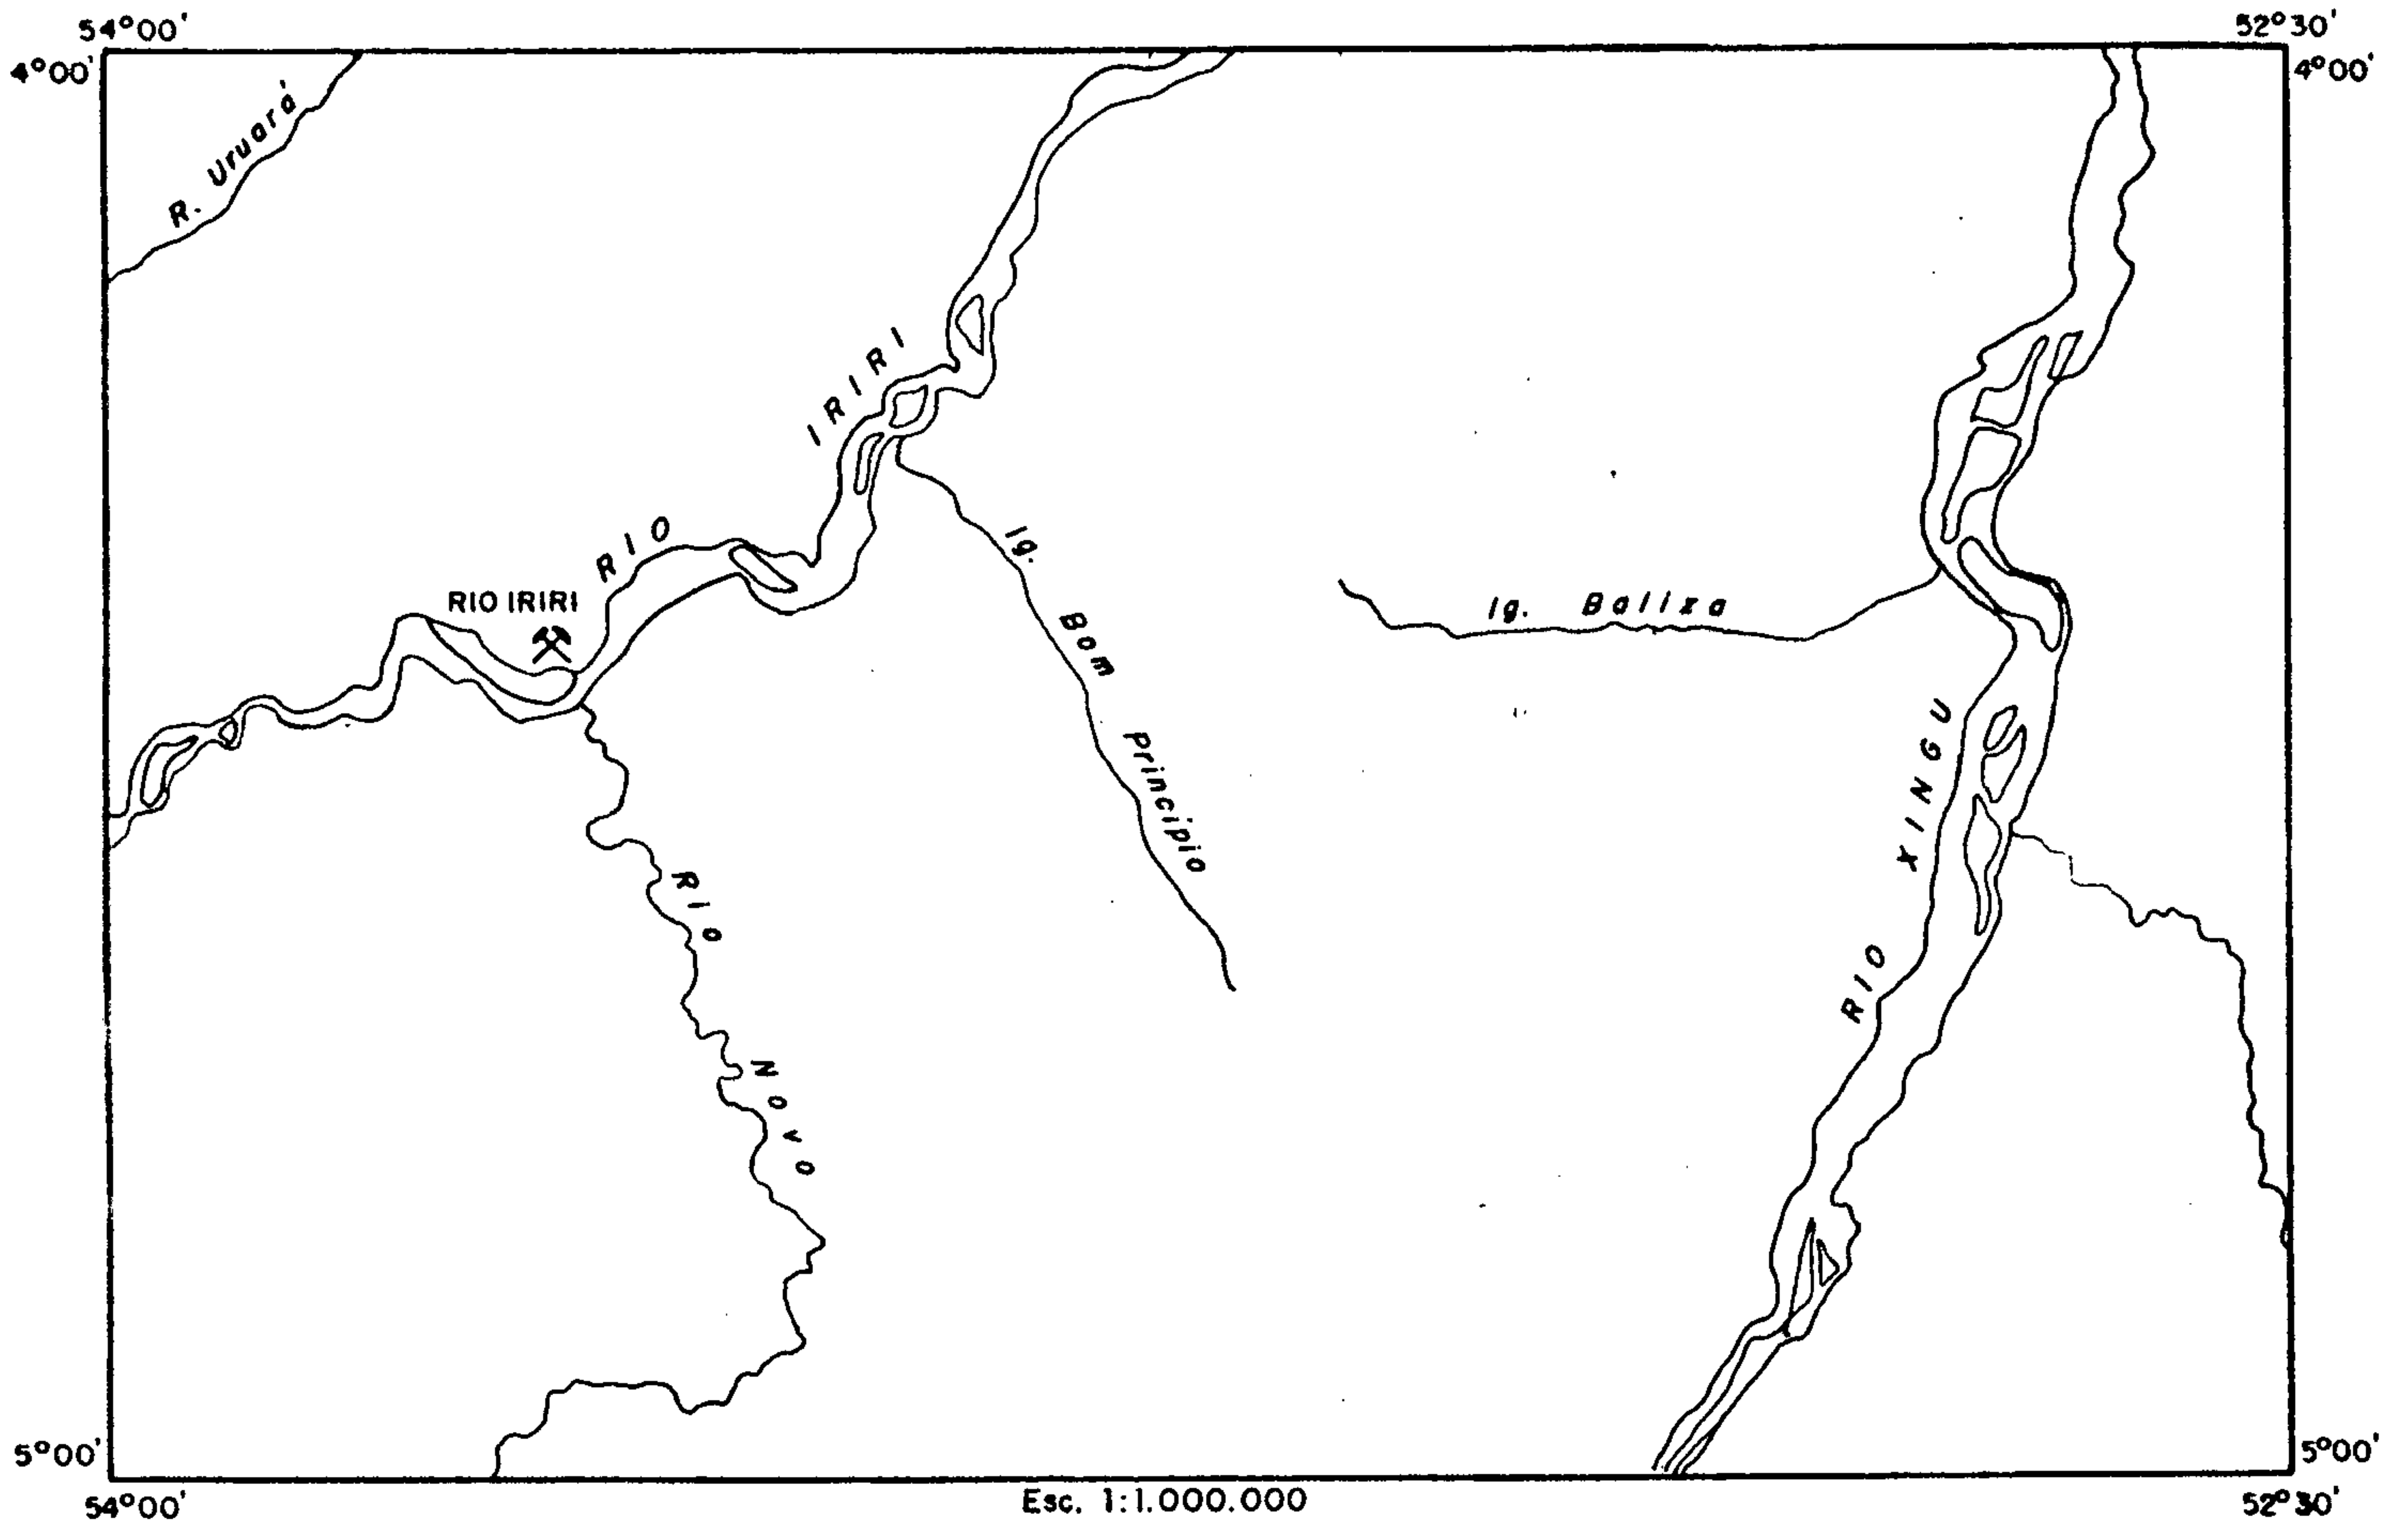 54°00'
52°30'
4°00'
4°00'
R. Uruará
RIO IRIRI
RIO IRIRI
Ig. Bom Principio
Ig. Baliza
RIO XINGU
Rio Novo
5°00'
5°00'
54°00'
Esc. 1:1.000.000
52°30'